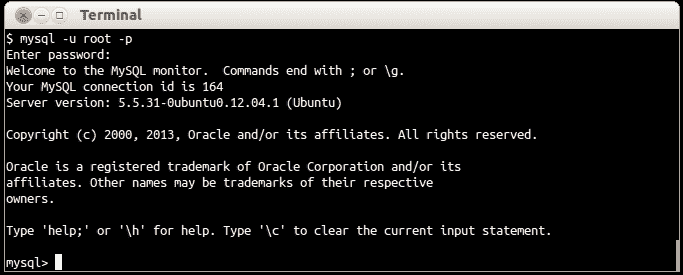 Terminal
$ mysql -u root -p
Enter password:
Welcome to the MySQL monitor.  Commands end with ; or \g.
Your MySQL connection id is 164
Server version: 5.5.31-0ubuntu0.12.04.1 (Ubuntu)
Copyright (c) 2000, 2013, Oracle and/or its affiliates. All rights reserved.
Oracle is a registered trademark of Oracle Corporation and/or its
affiliates. Other names may be trademarks of their respective
owners.
Type 'help;' or '\h' for help. Type '\c' to clear the current input statement.
mysql>